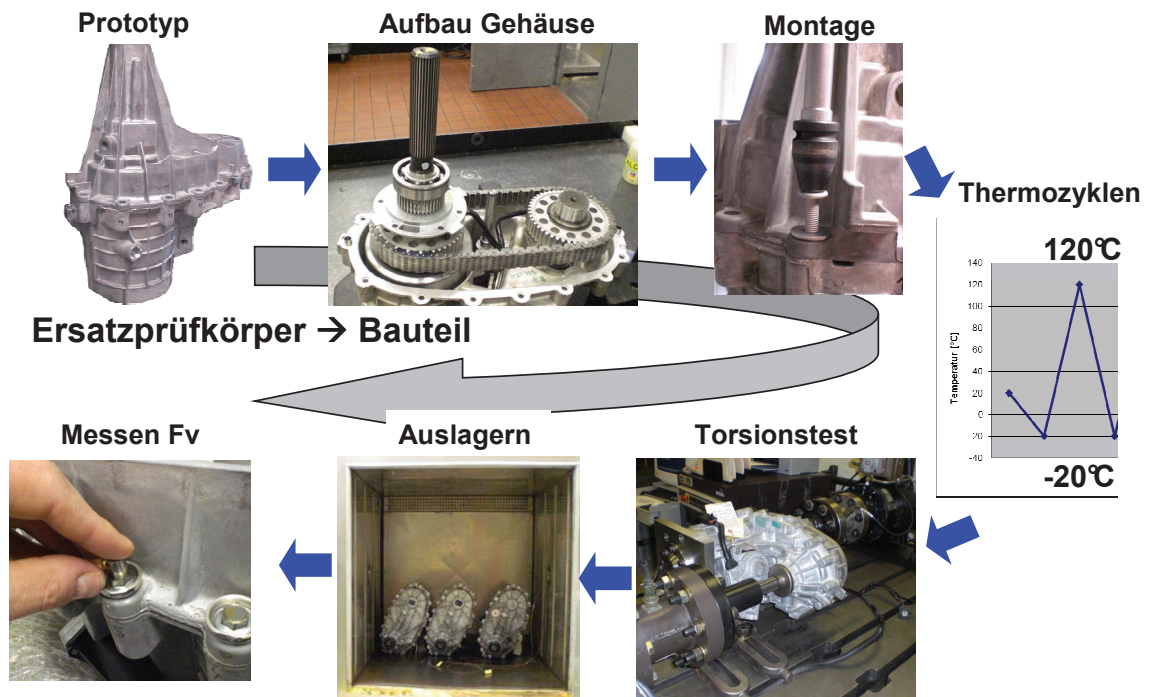 Prototyp
Aufbau Gehäuse
Montage
Thermozyklen
120°C
140
120
100
80
60
40
20
0
20
-40
Temperatur [°C]
-20°C
Ersatzprüfkörper → Bauteil
Messen Fv
Auslagern
Torsionstest